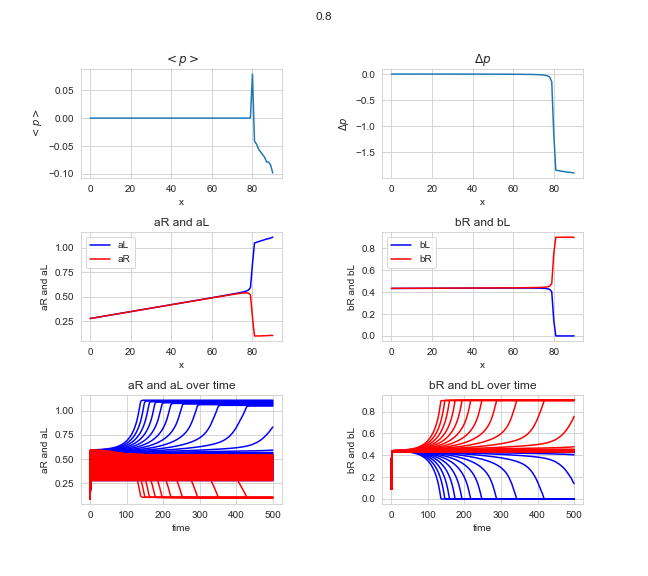 0.8
< p >
Δp
0.05
0.00
−0.05
−0.10
< p >
0 20 40 60 80
x
0.0
−0.5
−1.0
−1.5
Δp
0 20 40 60 80
x
aR and aL
bR and bL
1.00
0.75
0.50
0.25
aR and aL
aL
aR
0 20 40 60 80
x
0.8
0.6
0.4
0.2
0.0
bR and bL
bL
bR
0 20 40 60 80
x
aR and aL over time
bR and bL over time
1.00
0.75
0.50
0.25
aR and aL
0 100 200 300 400 500
time
0.8
0.6
0.4
0.2
0.0
bR and bL
0 100 200 300 400 500
time